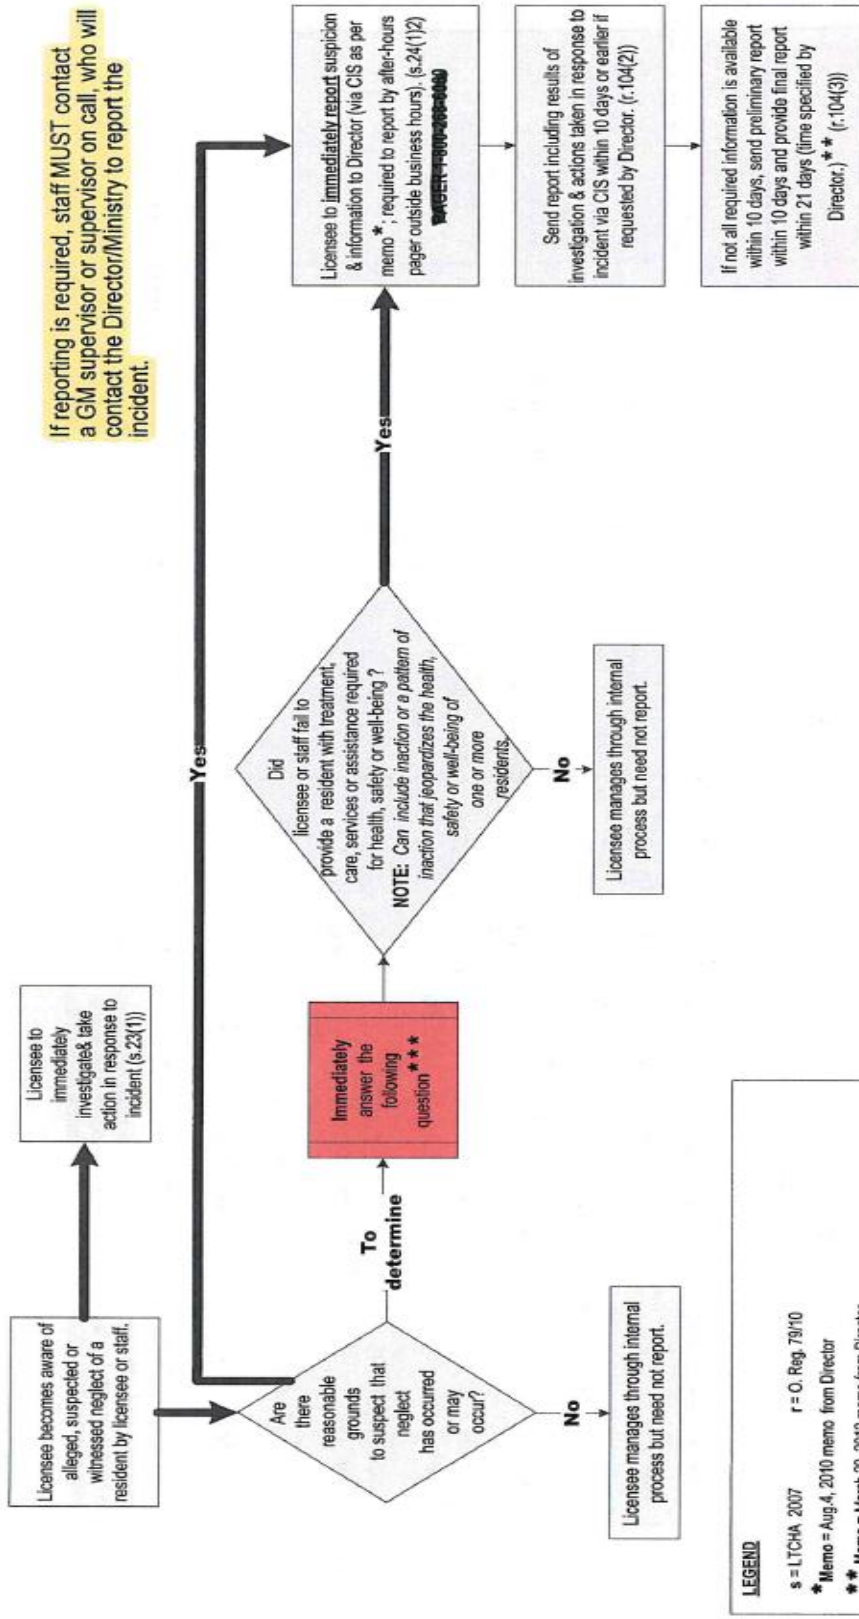 If reporting is required, staff MUST contact
a GM supervisor or supervisor on call, who will
contact the Director/Ministry to report the
incident.
Licensee becomes aware of
alleged, suspected or
witnessed neglect of a
resident by licensee or staff.
Licensee to
immediately
investigate& take
action in response to
incident (s.23(1))
Yes
Are
there
reasonable
grounds
to suspect that
neglect
has occurred
or may
occur?
No
Licensee manages through internal
process but need not report.
To
determine
Immediately
answer the
following
question ***
Did
licensee or staff fail to
provide a resident with treatment,
care, services or assistance required
for health, safety or well-being ?
NOTE: Can include inaction or a pattern of
inaction that jeopardizes the health,
safety or well-being of
one or more
residents.
No
Licensee manages through internal
process but need not report.
Yes
Licensee to immediately report suspicion
& information to Director (via CIS as per
memo *; required to report by after-hours
pager outside business hours). (s.24(1)2)
Send report including results of
investigation & actions taken in response to
incident via CIS within 10 days or earlier if
requested by Director. (r.104(2))
If not all required information is available
within 10 days, send preliminary report
within 10 days and provide final report
within 21 days (time specified by
Director.) ** (r.104(3))
LEGEND
s = LTCHA 2007 r = O. Reg. 79/10
* Memo = Aug.4, 2010 memo from Director